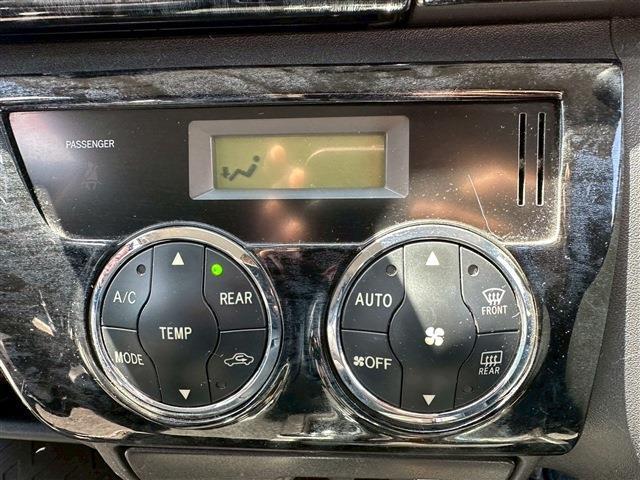 PASSENGER
A/C
REAR
TEMP
MODE
AUTO
FRONT
OFF
REAR